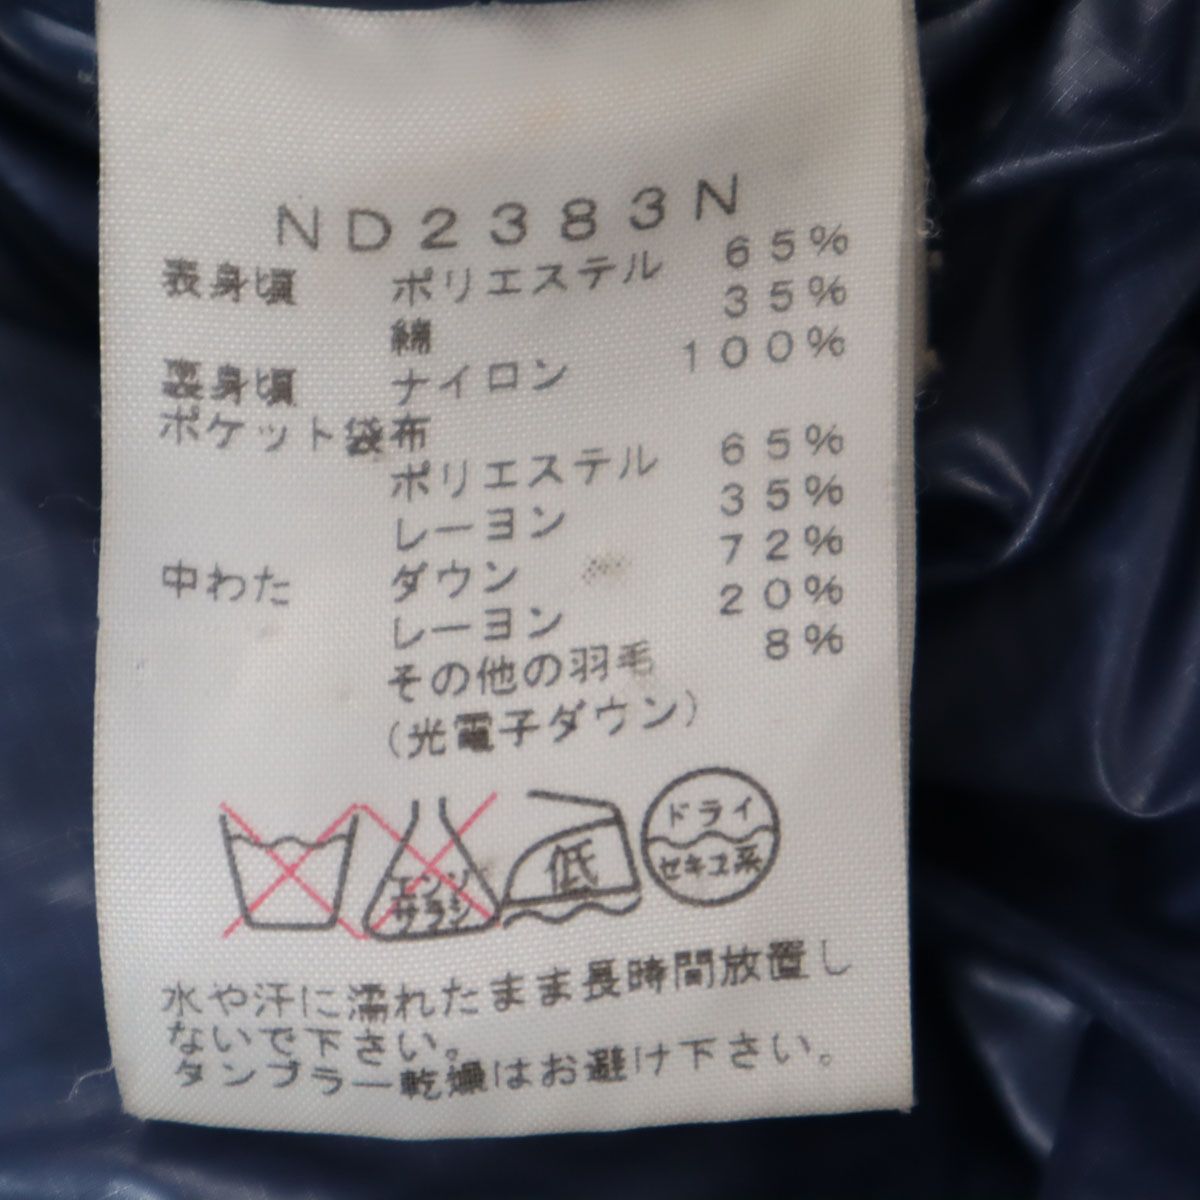 ND2383N
表身頃 ポリエステル 65%
綿 35%
裏身頃 ナイロン 100%
ポケット袋布
ポリエステル 65%
レーヨン 35%
中わた ダウン 72%
レーヨン 20%
その他の羽毛 8%
(光電子ダウン)
エンソ
サラシ
低
ドライ
セキユ系
水や汗に濡れたまま長時間放置し
ないで下さい。
タンブラー乾燥はお避け下さい。